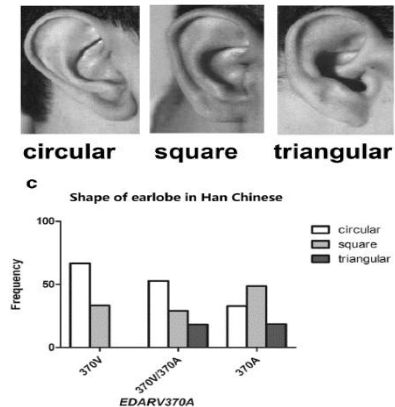 circular square triangular
c
Shape of earlobe in Han Chinese
100
50
0
Frequency
circular
square
triangular
370V
370V/370A
370A
EDARV370A